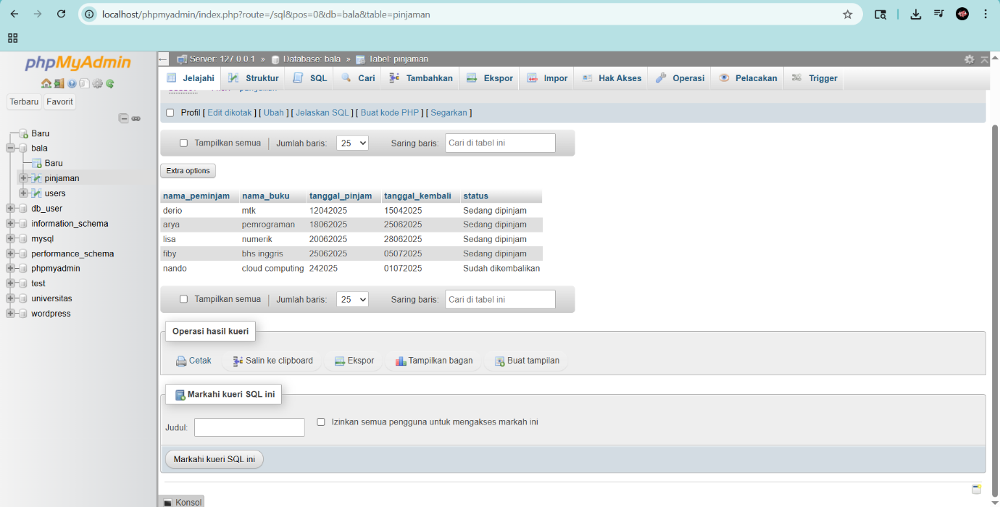 localhost/phpmyadmin/index.php?route=/sql&pos=0&db=bala&table=pinjaman
phpMyAdmin
Terbaru Favorit
Baru
bala
Baru
pinjaman
users
db_user
information_schema
mysql
performance_schema
phpmyadmin
test
universitas
wordpress
Server: 127.0.0.1 » Database: bala » Tabel: pinjaman
Jelajahi Struktur SQL Cari Tambahkan Ekspor Impor Hak Akses Operasi Pelacakan Trigger
Profil [ Edit dikotak ] [ Ubah ] [ Jelaskan SQL ] [ Buat kode PHP ] [ Segarkan ]
Tampilkan semua Jumlah baris: 25 Saring baris: Cari di tabel ini
Extra options
nama_peminjam nama_buku tanggal_pinjam tanggal_kembali status
derio mtk 12042025 15042025 Sedang dipinjam
arya pemrograman 18062025 25062025 Sedang dipinjam
lisa numerik 20062025 28062025 Sedang dipinjam
fiby bhs inggris 25062025 05072025 Sedang dipinjam
nando cloud computing 242025 01072025 Sudah dikembalikan
Tampilkan semua Jumlah baris: 25 Saring baris: Cari di tabel ini
Operasi hasil kueri
Cetak Salin ke clipboard Ekspor Tampilkan bagan Buat tampilan
Markahi kueri SQL ini
Judul: Izinkan semua pengguna untuk mengakses markah ini
Markahi kueri SQL ini
Konsol